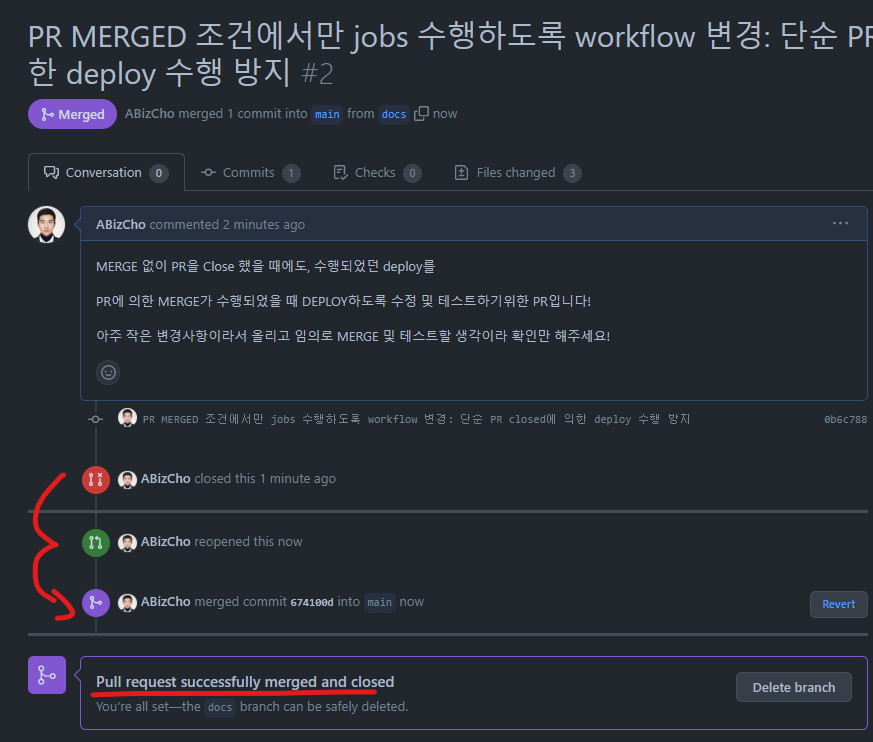 PR MERGED 조건에서만 jobs 수행하도록 workflow 변경: 단순 PR
한 deploy 수행 방지 #2
Merged ABizCho merged 1 commit into main from docs now
Conversation 0 Commits 1 Checks 0 Files changed 3
ABizCho commented 2 minutes ago
MERGE 없이 PR을 Close 했을 때에도, 수행되었던 deploy를
PR에 의한 MERGE가 수행되었을 때 DEPLOY하도록 수정 및 테스트하기위한 PR입니다!
아주 작은 변경사항이라서 올리고 임의로 MERGE 및 테스트할 생각이라 확인만 해주세요!
PR MERGED 조건에서만 jobs 수행하도록 workflow 변경: 단순 PR closed에 의한 deploy 수행 방지 0b6c788
ABizCho closed this 1 minute ago
ABizCho reopened this now
ABizCho merged commit 674100d into main now
Revert
Pull request successfully merged and closed
Delete branch
You're all set—the docs branch can be safely deleted.